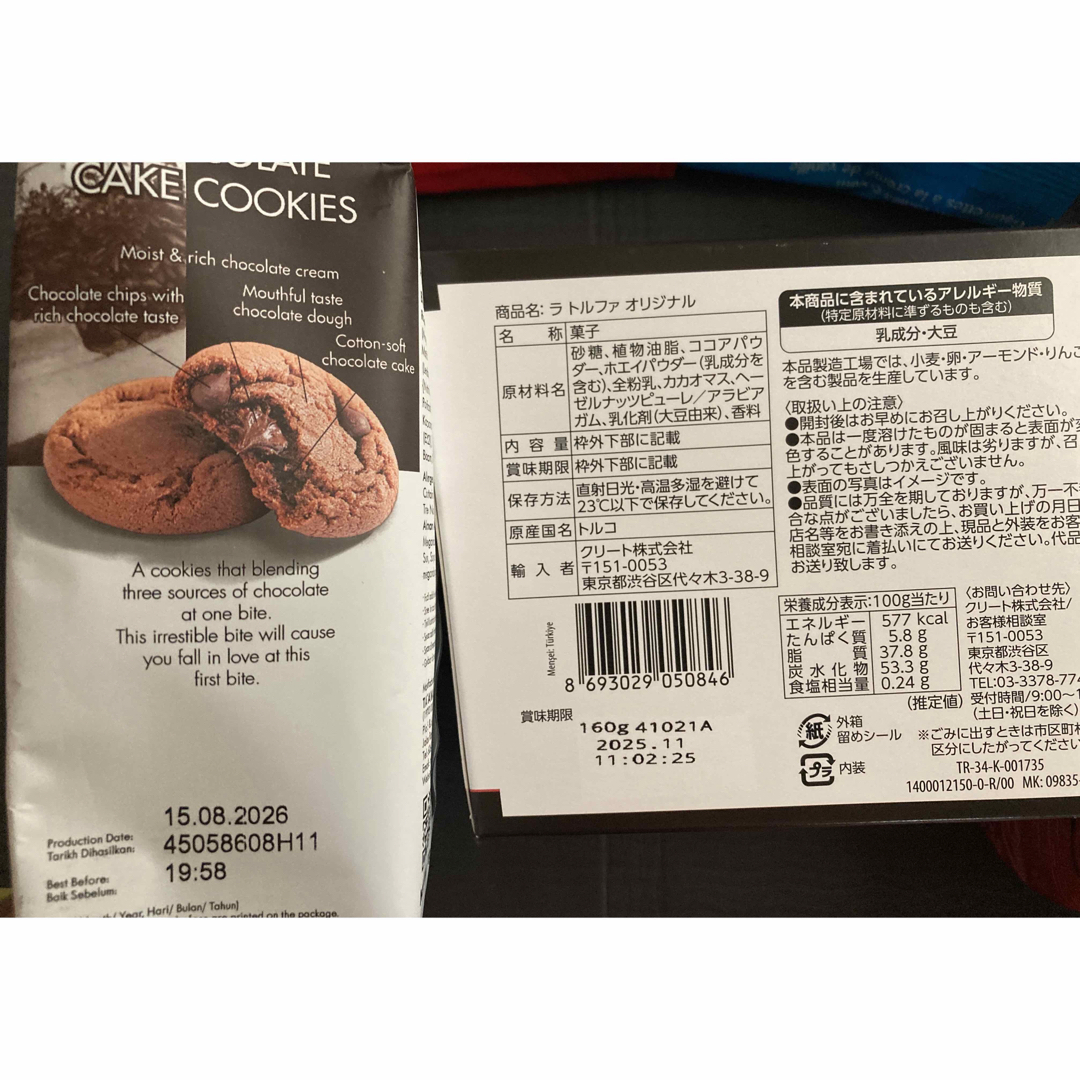 CAKE COOKIES
Moist & rich chocolate cream
Chocolate chips with
rich chocolate taste
Mouthful taste
chocolate dough
Cotton-soft
chocolate cake
A cookies that blending
three sources of chocolate
at one bite.
This irrestible bite will cause
you fall in love at this
first bite.
15.08.2026
Production Date:
Tarikh Dihasilkan:
45058608H11
Best Before:
Baik Sebelum:
19:58
Year, Hari/ Bulan/ Tahun)
are printed on the package.
商品名: ラ トルファ オリジナル
名 称 菓子
原材料名 砂糖、植物油脂、ココアパウ
ダー、ホエイパウダー(乳成分を
含む)、全粉乳、カカオマス、ヘー
ゼルナッツピューレ/アラビア
ガム、乳化剤(大豆由来)、香料
内 容 量 枠外下部に記載
賞味期限 枠外下部に記載
保存方法 直射日光・高温多湿を避けて
23℃以下で保存してください。
原産国名 トルコ
輸 入 者 クリート株式会社
〒151-0053
東京都渋谷区代々木3-38-9
Menşei: Türkiye
8 693029 050846
賞味期限
160g 41021A
2025.11
11:02:25
本商品に含まれているアレルギー物質
(特定原材料に準ずるものも含む)
乳成分・大豆
本品製造工場では、小麦・卵・アーモンド・りんご
を含む製品を生産しています。
〈取扱い上の注意〉
●開封後はお早めにお召し上がりください。
●本品は一度溶けたものが固まると表面が変
色することがあります。風味は劣りますが、召
上がってもさしつかえございません。
●表面の写真はイメージです。
●品質には万全を期しておりますが、万一不
合な点がございましたら、お買い上げの月日
店名等をお書き添えの上、現品と外装をお客
相談室宛に着払いにてお送りください。代品
お送り致します。
栄養成分表示:100g当たり
エネルギー 577 kcal
たんぱく質 5.8 g
脂 質 37.8 g
炭 水 化 物 53.3 g
食塩相当量 0.24 g
(推定値)
〈お問い合わせ先〉
クリート株式会社/
お客様相談室
〒151-0053
東京都渋谷区
代々木3-38-9
TEL:03-3378-774
受付時間/9:00~1
(土日・祝日を除く)
紙 外箱
留めシール
プラ 内装
※ごみに出すときは市区町村
区分にしたがってください
TR-34-K-001735
1400012150-0-R/00 MK: 09835